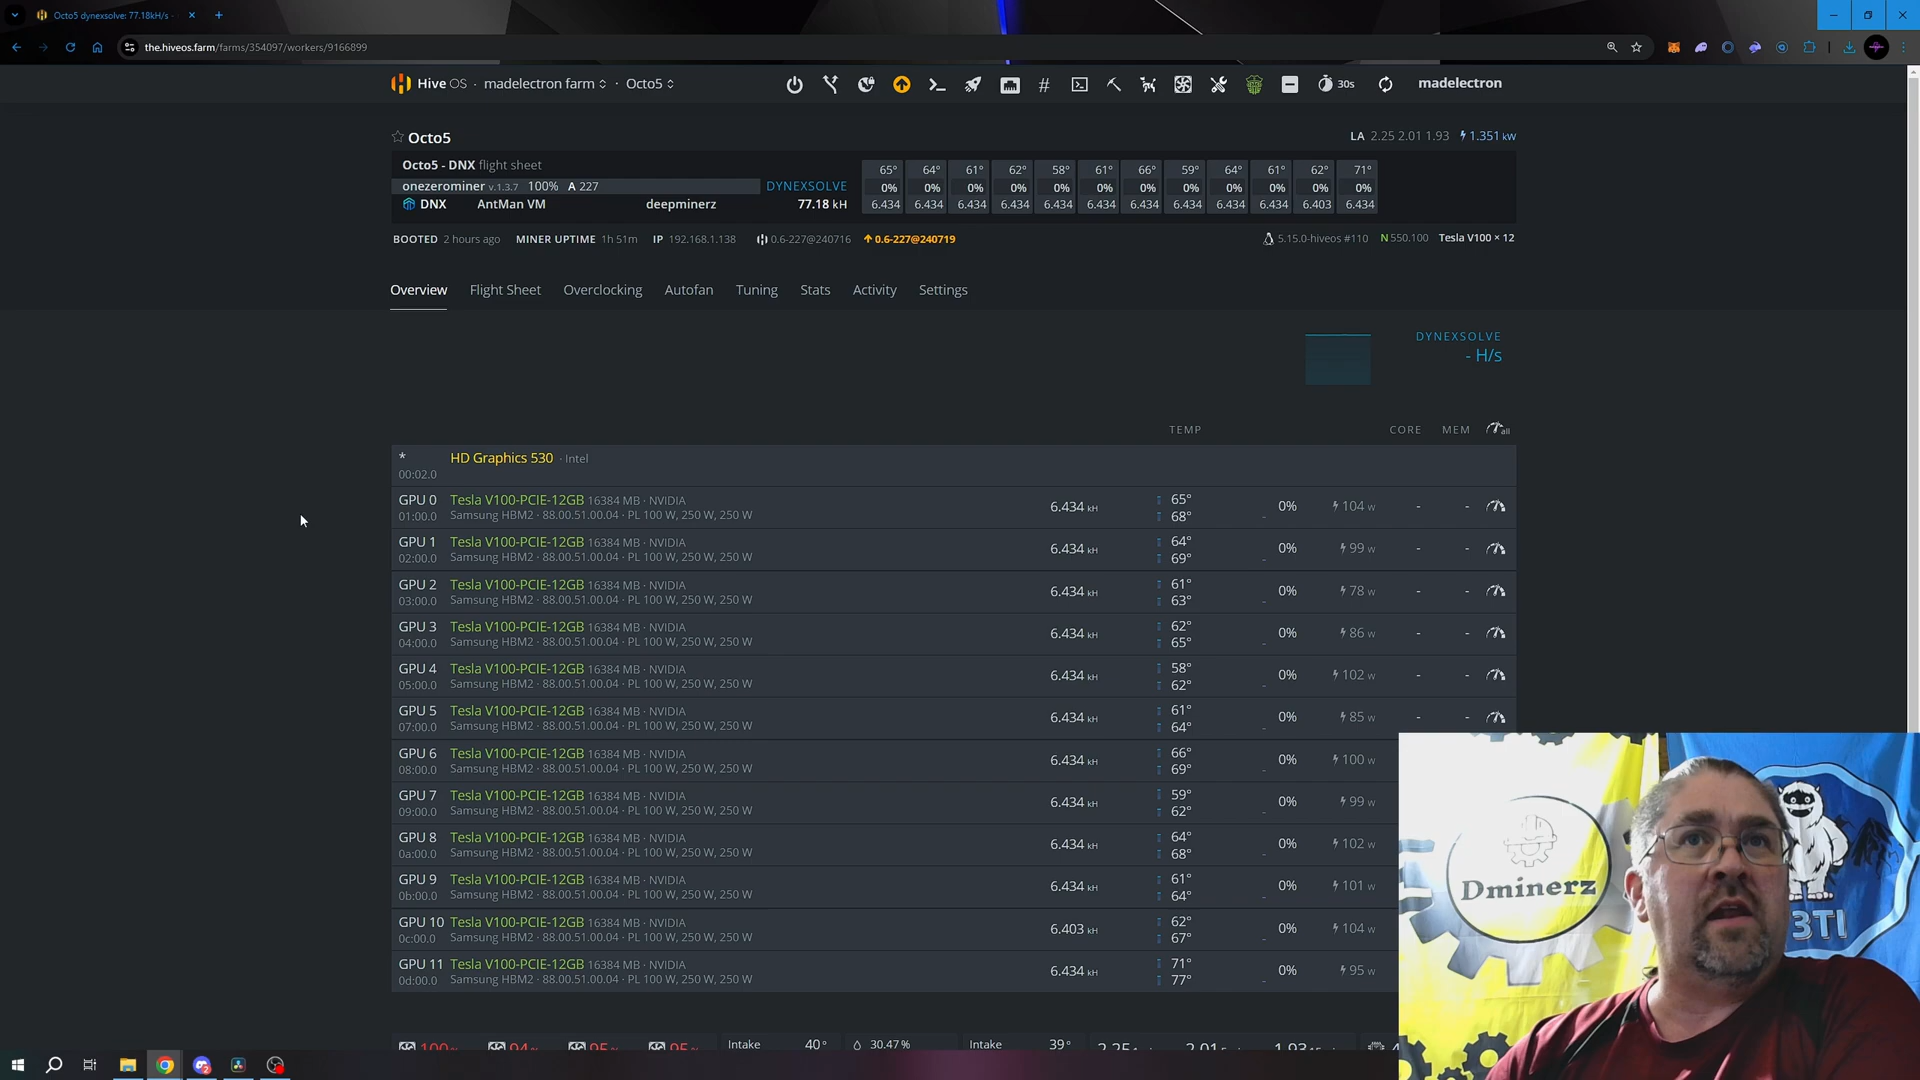 Octo5 dynexsolve: 77.18kH/s -
the.hiveos.farm/farms/354097/workers/9166899
Hive OS · madelectron farm · Octo5
30s
madelectron
Octo5
LA 2.25 2.01 1.93 1.351 kW
Octo5 - DNX flight sheet
onezerominer v.1.3.7 100% A 227 DYNEXSOLVE
DNX AntMan VM deepminerz 77.18 kH
65° 64° 61° 62° 58° 61° 66° 59° 64° 61° 62° 71°
0% 0% 0% 0% 0% 0% 0% 0% 0% 0% 0% 0%
6.434 6.434 6.434 6.434 6.434 6.434 6.434 6.434 6.434 6.434 6.403 6.434
BOOTED 2 hours ago MINER UPTIME 1h 51m IP 192.168.1.138 0.6-227@240716 0.6-227@240719 5.15.0-hiveos #110 N 550.100 Tesla V100 × 12
Overview Flight Sheet Overclocking Autofan Tuning Stats Activity Settings
DYNEXSOLVE
- H/s
TEMP CORE MEM all
* HD Graphics 530 · Intel
00:02.0
GPU 0 Tesla V100-PCIE-12GB 16384 MB · NVIDIA 6.434 kH 65° 0% 104 w - -
01:00.0 Samsung HBM2 · 88.00.51.00.04 · PL 100 W, 250 W, 250 W 68° -
GPU 1 Tesla V100-PCIE-12GB 16384 MB · NVIDIA 6.434 kH 64° 0% 99 w - -
02:00.0 Samsung HBM2 · 88.00.51.00.04 · PL 100 W, 250 W, 250 W 69° -
GPU 2 Tesla V100-PCIE-12GB 16384 MB · NVIDIA 6.434 kH 61° 0% 78 w - -
03:00.0 Samsung HBM2 · 88.00.51.00.04 · PL 100 W, 250 W, 250 W 63° -
GPU 3 Tesla V100-PCIE-12GB 16384 MB · NVIDIA 6.434 kH 62° 0% 86 w - -
04:00.0 Samsung HBM2 · 88.00.51.00.04 · PL 100 W, 250 W, 250 W 65° -
GPU 4 Tesla V100-PCIE-12GB 16384 MB · NVIDIA 6.434 kH 58° 0% 102 w - -
05:00.0 Samsung HBM2 · 88.00.51.00.04 · PL 100 W, 250 W, 250 W 62° -
GPU 5 Tesla V100-PCIE-12GB 16384 MB · NVIDIA 6.434 kH 61° 0% 85 w - -
07:00.0 Samsung HBM2 · 88.00.51.00.04 · PL 100 W, 250 W, 250 W 64° -
GPU 6 Tesla V100-PCIE-12GB 16384 MB · NVIDIA 6.434 kH 66° 0% 100 w
08:00.0 Samsung HBM2 · 88.00.51.00.04 · PL 100 W, 250 W, 250 W 69° -
GPU 7 Tesla V100-PCIE-12GB 16384 MB · NVIDIA 6.434 kH 59° 0% 99 w
09:00.0 Samsung HBM2 · 88.00.51.00.04 · PL 100 W, 250 W, 250 W 62° -
GPU 8 Tesla V100-PCIE-12GB 16384 MB · NVIDIA 6.434 kH 64° 0% 102 w
0a:00.0 Samsung HBM2 · 88.00.51.00.04 · PL 100 W, 250 W, 250 W 68° -
GPU 9 Tesla V100-PCIE-12GB 16384 MB · NVIDIA 6.434 kH 61° 0% 101 w
0b:00.0 Samsung HBM2 · 88.00.51.00.04 · PL 100 W, 250 W, 250 W 64° -
GPU 10 Tesla V100-PCIE-12GB 16384 MB · NVIDIA 6.403 kH 62° 0% 104 w
0c:00.0 Samsung HBM2 · 88.00.51.00.04 · PL 100 W, 250 W, 250 W 67° -
GPU 11 Tesla V100-PCIE-12GB 16384 MB · NVIDIA 6.434 kH 71° 0% 95 w
0d:00.0 Samsung HBM2 · 88.00.51.00.04 · PL 100 W, 250 W, 250 W 77° -
100% 94% 95% 95% Intake 40° 30.47 % Intake 39° 2.25 2.01 1.93
Dminerz
3TI